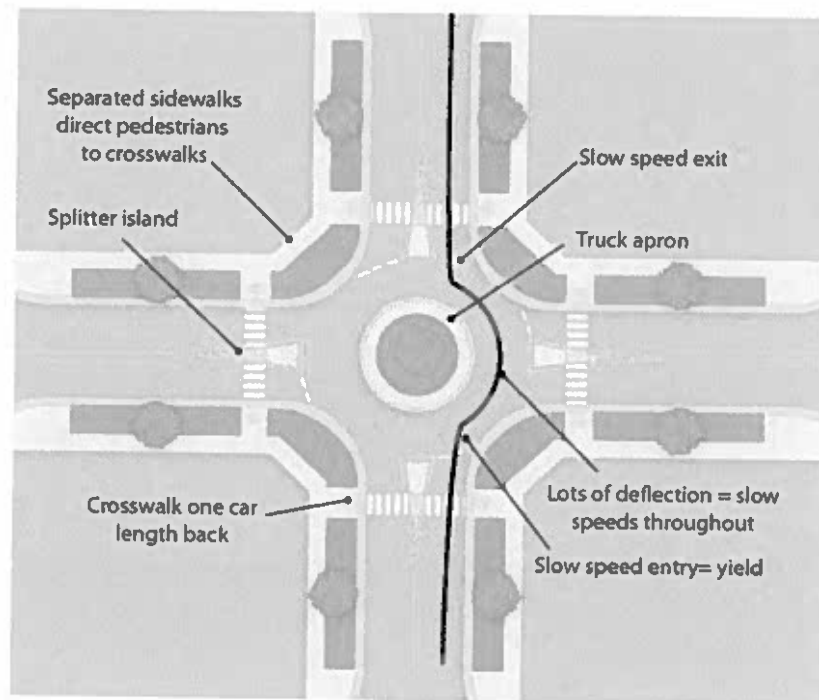 Separated sidewalks
direct pedestrians
to crosswalks
Slow speed exit
Splitter island
Truck apron
Crosswalk one car
length back
Lots of deflection = slow
speeds throughout
Slow speed entry= yield